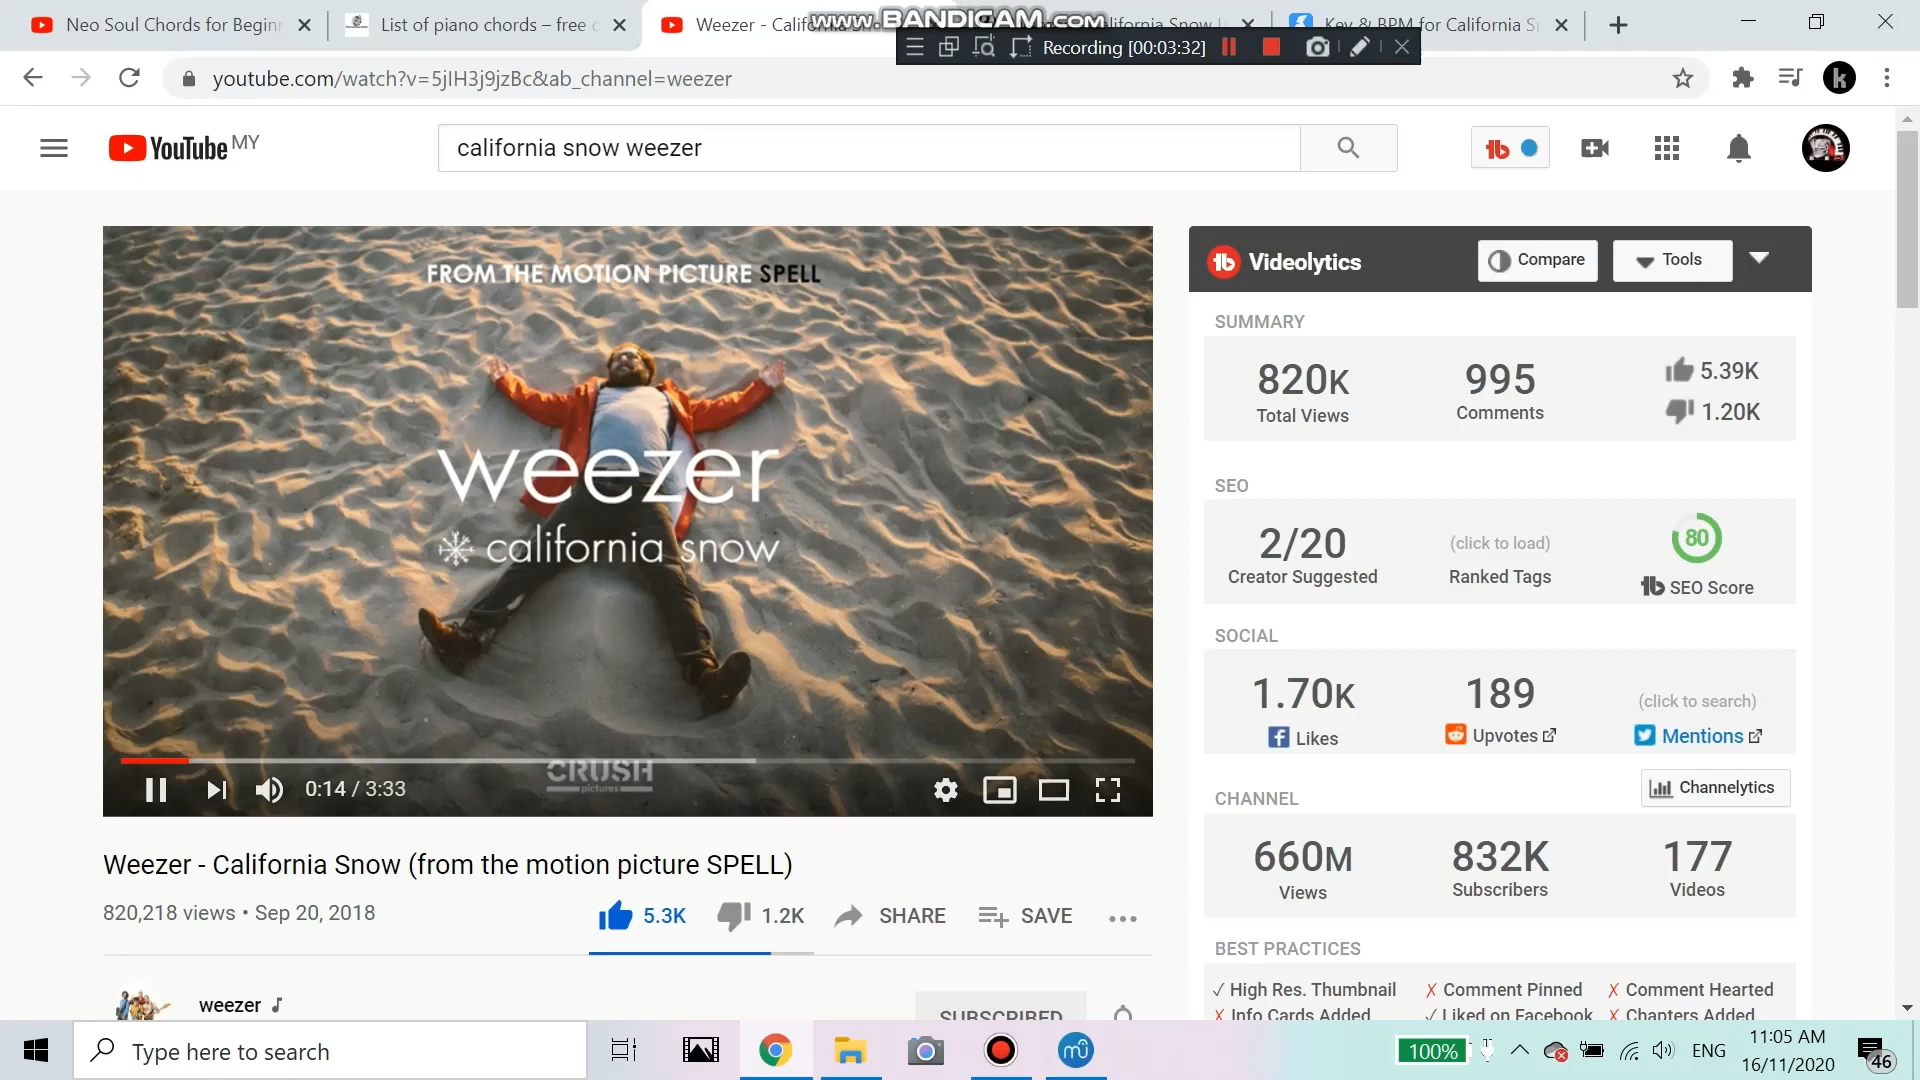 Neo Soul Chords for Beginn
List of piano chords – free c
Weezer - Calif
www.BANDICAM.com
alifornia Snow
Key & BPM for California S
Recording [00:03:32]
youtube.com/watch?v=5jIH3j9jzBc&ab_channel=weezer
k
YouTube MY
california snow weezer
FROM THE MOTION PICTURE SPELL
weezer
california snow
CRUSH
pictures
0:14 / 3:33
Videolytics
Compare
Tools
SUMMARY
820K
Total Views
995
Comments
5.39K
1.20K
SEO
2/20
Creator Suggested
(click to load)
Ranked Tags
80
SEO Score
SOCIAL
1.70K
Likes
189
Upvotes
(click to search)
Mentions
CHANNEL
Channelytics
660M
Views
832K
Subscribers
177
Videos
BEST PRACTICES
✓ High Res. Thumbnail
✗ Comment Pinned
✗ Comment Hearted
✗ Info Cards Added
✓ Liked on Facebook
✗ Chapters Added
Weezer - California Snow (from the motion picture SPELL)
820,218 views • Sep 20, 2018
5.3K
1.2K
SHARE
SAVE
weezer
SUBSCRIBED
Type here to search
100%
ENG
11:05 AM
16/11/2020
46